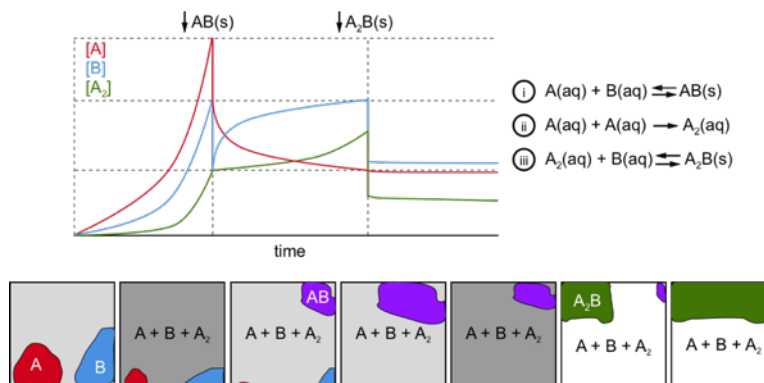 ↓ AB(s)
↓ A₂B(s)
[A]
[B]
[A₂]
time
i A(aq) + B(aq) ⇌ AB(s)
ii A(aq) + A(aq) → A₂(aq)
iii A₂(aq) + B(aq) ⇌ A₂B(s)
A
B
A + B + A₂
AB
A + B + A₂
A + B + A₂
A + B + A₂
A₂B
A + B + A₂
A + B + A₂